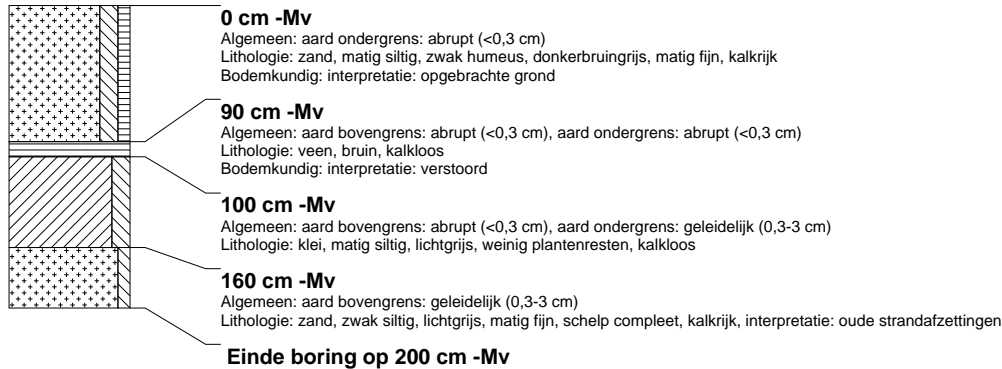 0 cm -Mv
Algemeen: aard ondergrens: abrupt (<0,3 cm)
Lithologie: zand, matig siltig, zwak humeus, donkerbruingrijs, matig fijn, kalkrijk
Bodemkundig: interpretatie: opgebrachte grond
90 cm -Mv
Algemeen: aard bovengrens: abrupt (<0,3 cm), aard ondergrens: abrupt (<0,3 cm)
Lithologie: veen, bruin, kalkloos
Bodemkundig: interpretatie: verstoord
100 cm -Mv
Algemeen: aard bovengrens: abrupt (<0,3 cm), aard ondergrens: geleidelijk (0,3-3 cm)
Lithologie: klei, matig siltig, lichtgrijs, weinig plantenresten, kalkloos
160 cm -Mv
Algemeen: aard bovengrens: geleidelijk (0,3-3 cm)
Lithologie: zand, zwak siltig, lichtgrijs, matig fijn, schelp compleet, kalkrijk, interpretatie: oude strandafzettingen
Einde boring op 200 cm -Mv